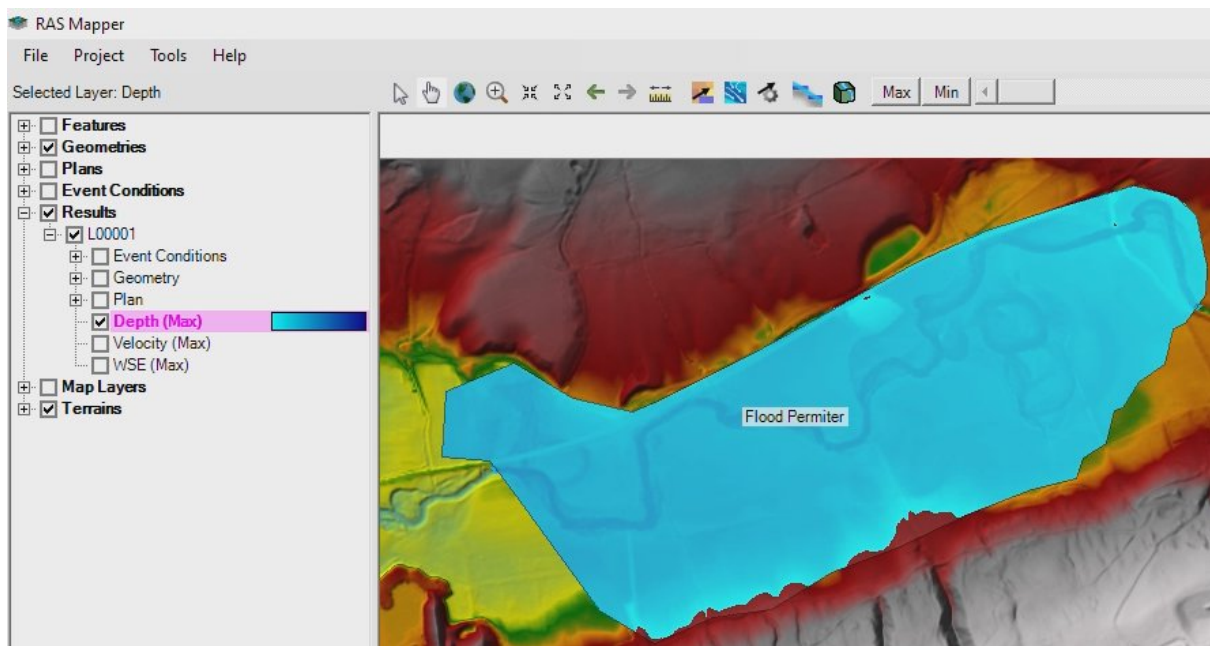 RAS Mapper
File Project Tools Help
Selected Layer: Depth
Max Min
Features
Geometries
Plans
Event Conditions
Results
L00001
Event Conditions
Geometry
Plan
Depth (Max)
Velocity (Max)
WSE (Max)
Map Layers
Terrains
Flood Permiter